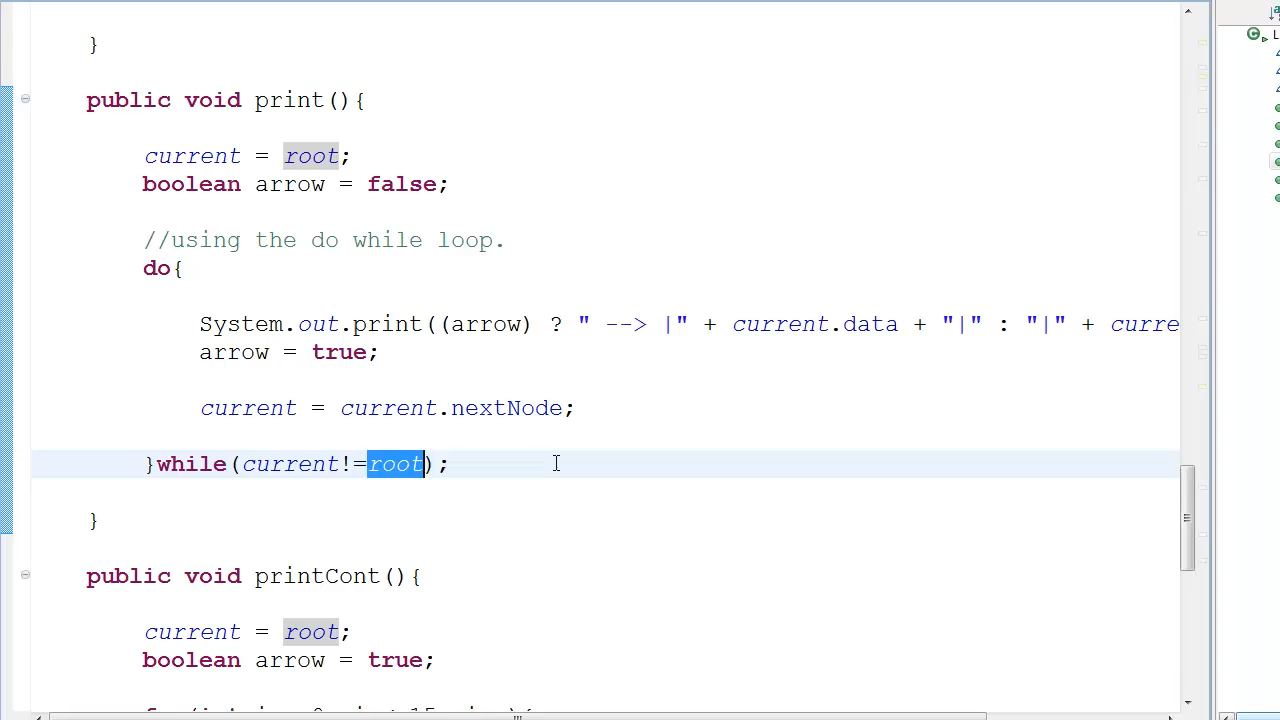 }
public void print(){
current = root;
boolean arrow = false;
//using the do while loop.
do{
System.out.print((arrow) ? " --> |" + current.data + "|" : "|" + curre
arrow = true;
current = current.nextNode;
}while(current!=root);
}
public void printCont(){
current = root;
boolean arrow = true;